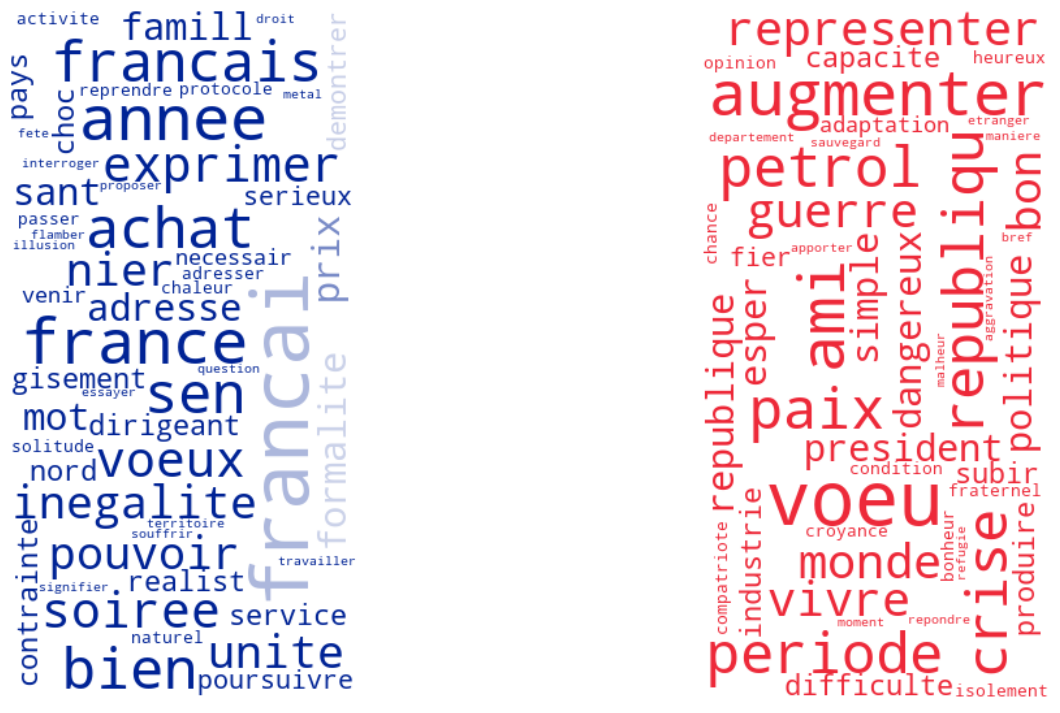 activite
famill
droit
francais
demontrer
pays
choc
reprendre
protocole
metal
annee
fete
interroger
exprimer
sant
proposer
serieux
passer
flamber
illusion
achat
prix
nier
necessair
adresser
chaleur
venir
adresse
francai
france
question
gisement
essayer
sen
formalite
mot
dirigeant
solitude
nord
voeux
inegalite
territoire
souffrir
contrainte
pouvoir
travailler
signifier
realist
soiree
service
naturel
unite
bien
poursuivre
representer
opinion
capacite
heureux
augmenter
etranger
departement
adaptation
maniere
sauvegard
petrol
republiqu
bon
guerre
chance
fier
apporter
simple
dangereux
bref
aggravation
politique
ami
esper
republique
malheur
paix
president
condition
subir
voeu
fraternel
industrie
croyance
bonheur
refugie
crise
produire
compatriote
monde
vivre
moment
repondre
periode
difficulte
isolement